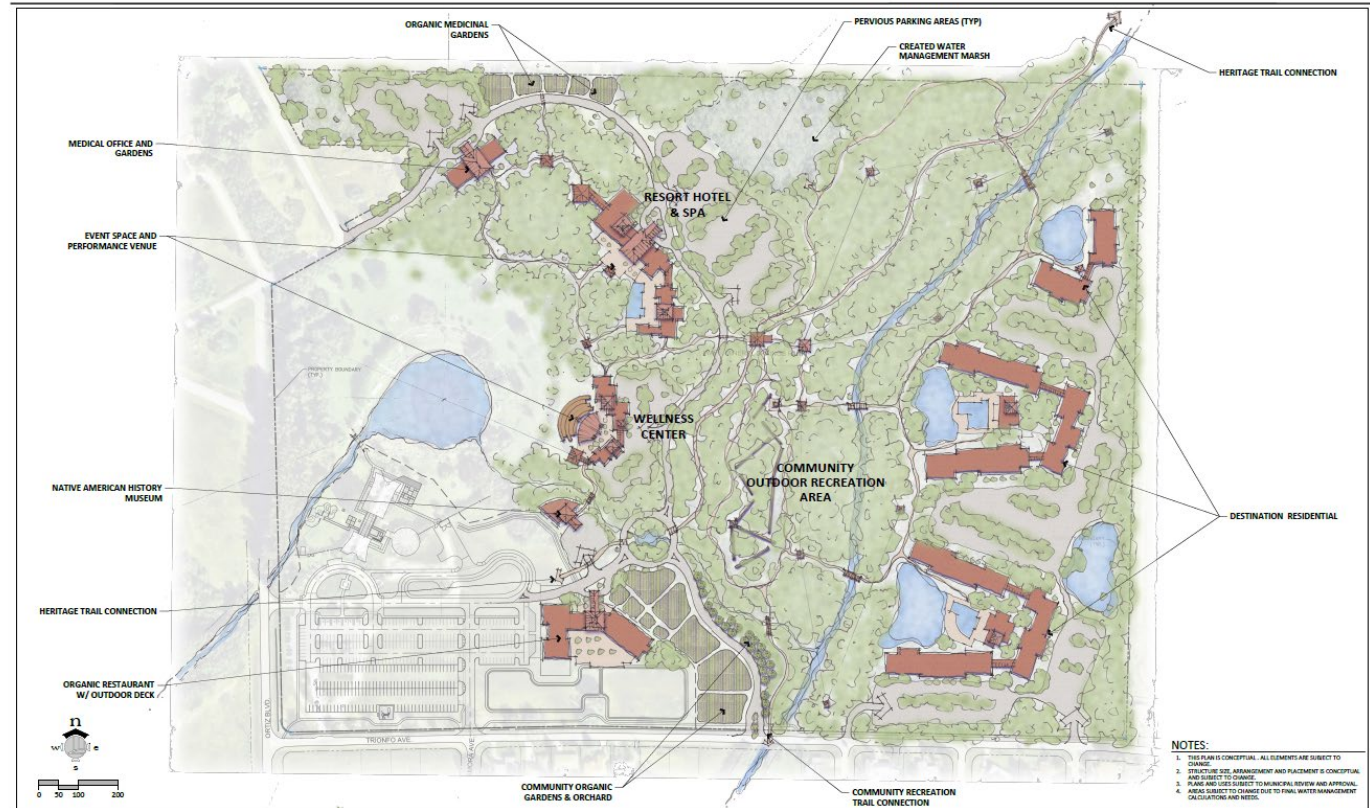 ORGANIC MEDICINAL
GARDENS
PERVIOUS PARKING AREAS (TYP)
CREATED WATER
MANAGEMENT MARSH
HERITAGE TRAIL CONNECTION
MEDICAL OFFICE AND
GARDENS
RESORT HOTEL
& SPA
EVENT SPACE AND
PERFORMANCE VENUE
PROPERTY BOUNDARY
(TYP.)
WELLNESS
CENTER
COMMUNITY
OUTDOOR RECREATION
AREA
NATIVE AMERICAN HISTORY
MUSEUM
DESTINATION RESIDENTIAL
HERITAGE TRAIL CONNECTION
ORGANIC RESTAURANT
W/ OUTDOOR DECK
ORTIZ BLVD.
TRIONFO AVE.
n
w
e
s
0 50 100 200
COMMUNITY ORGANIC
GARDENS & ORCHARD
COMMUNITY RECREATION
TRAIL CONNECTION
NOTES:
1. THIS PLAN IS CONCEPTUAL. ALL ELEMENTS ARE SUBJECT TO
CHANGE.
2. STRUCTURE SIZE, ARRANGEMENT AND PLACEMENT IS CONCEPTUAL
AND SUBJECT TO CHANGE.
3. PLANS AND USES SUBJECT TO MUNICIPAL REVIEW AND APPROVAL.
4. AREAS SUBJECT TO CHANGE DUE TO FINAL WATER MANAGEMENT
CALCULATIONS AND NEEDS.